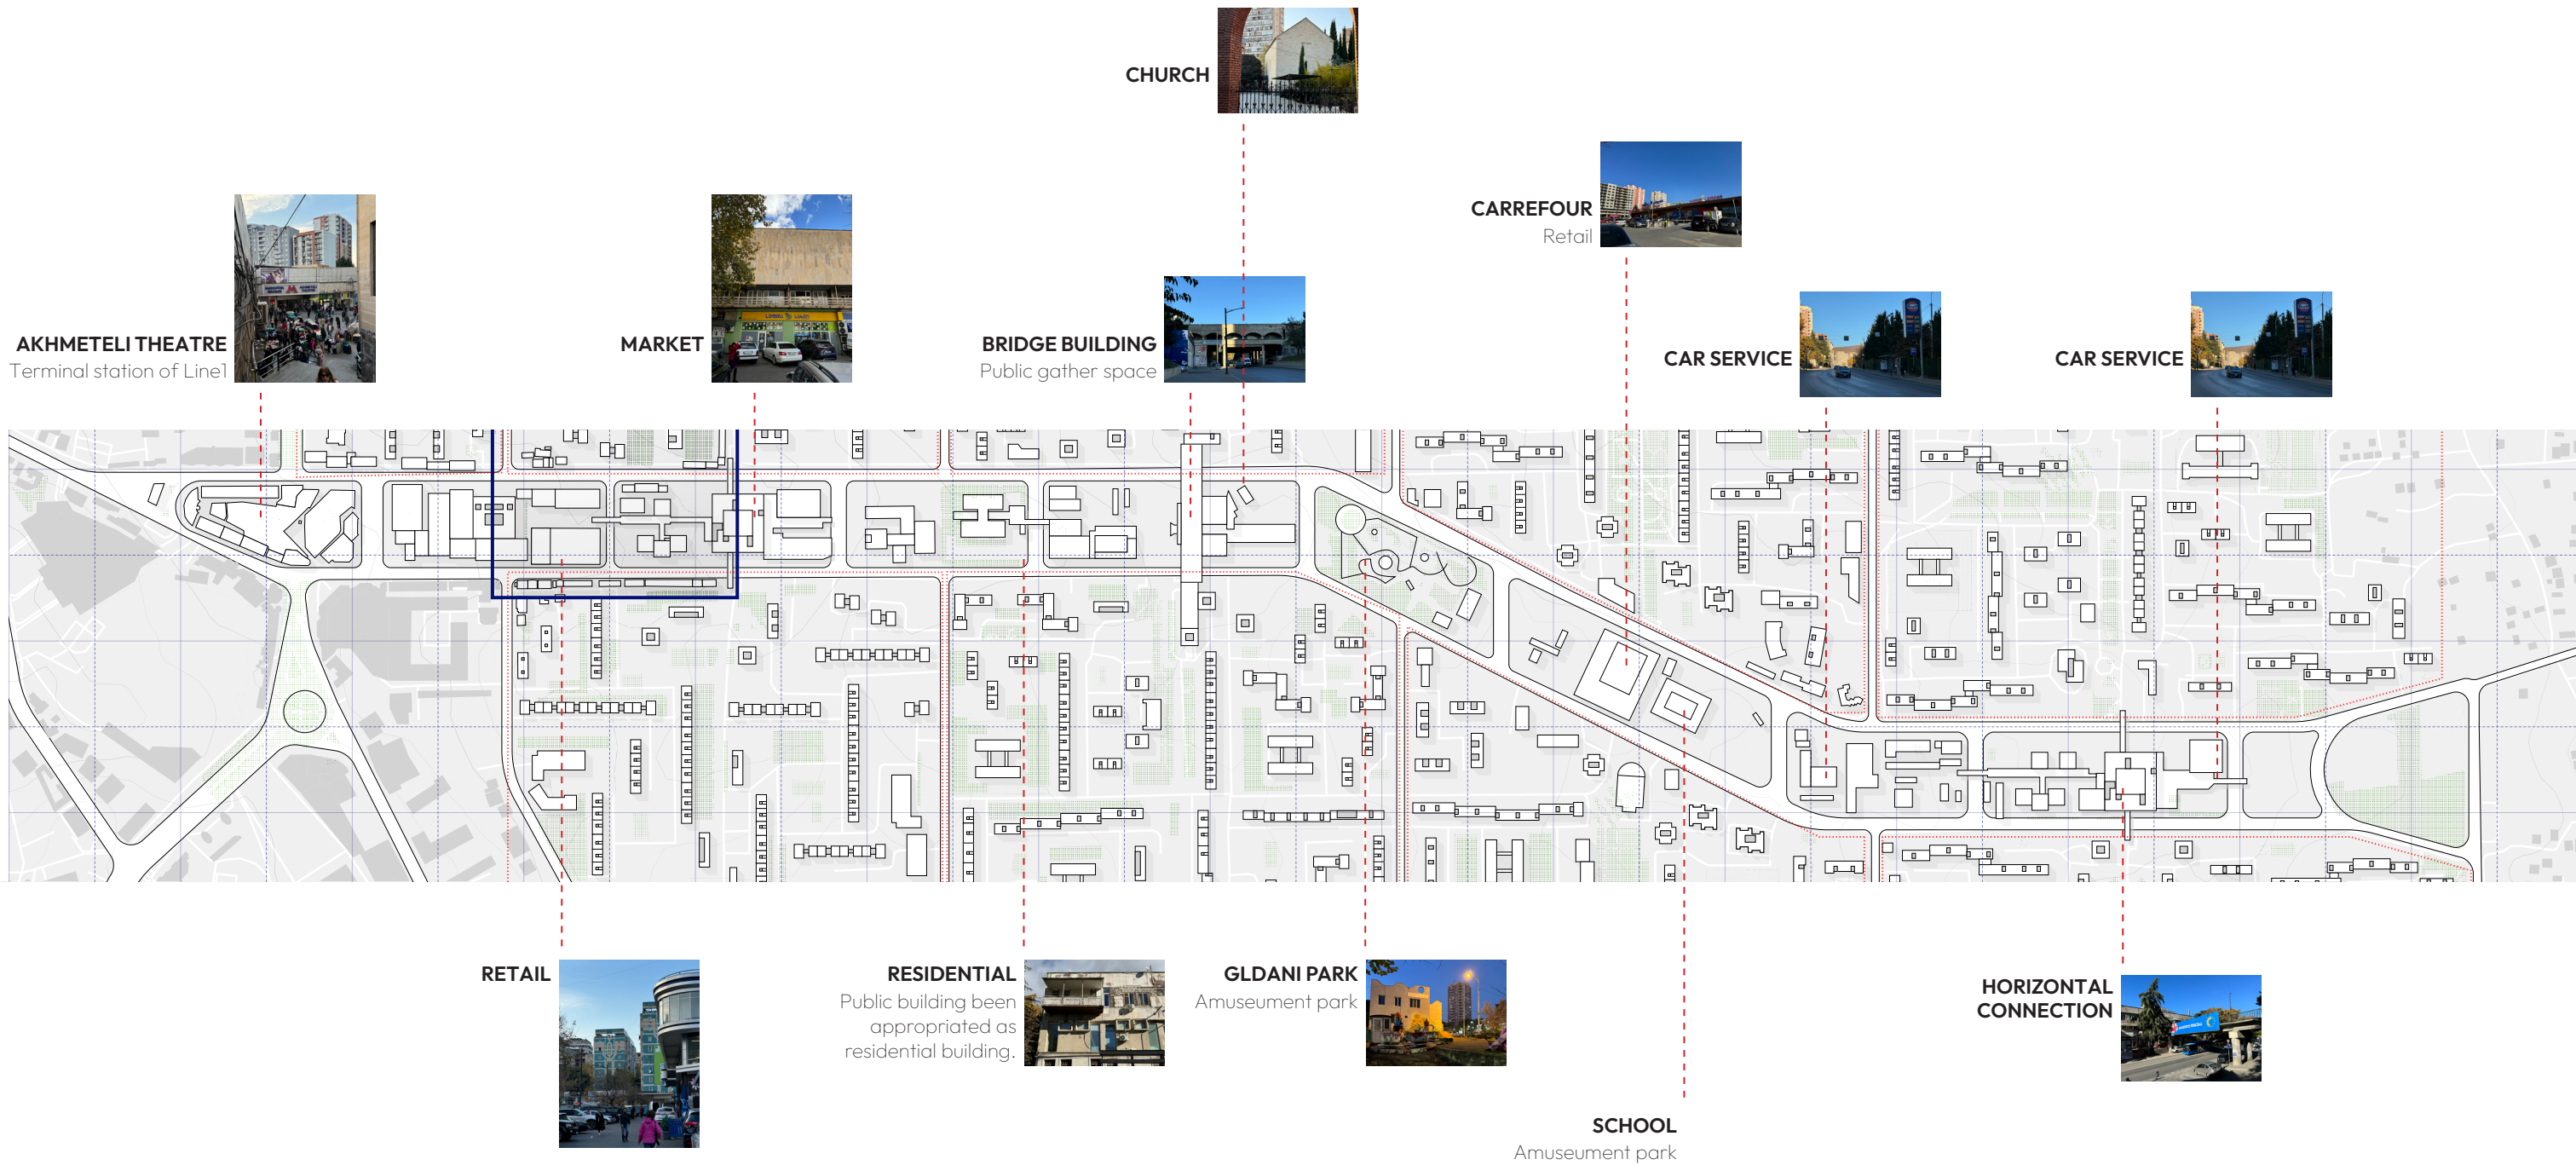 CHURCH
CARREFOUR
Retail
AKHMETELI THEATRE
Terminal station of Line1
MARKET
BRIDGE BUILDING
Public gather space
CAR SERVICE
CAR SERVICE
RETAIL
RESIDENTIAL
Public building been
appropriated as
residential building.
GLDANI PARK
Amuseument park
HORIZONTAL
CONNECTION
SCHOOL
Amuseument park